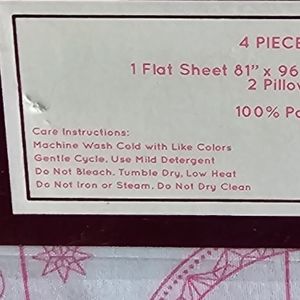 4 PIECE
1 Flat Sheet 81" x 96
2 Pillow
100% Po
Care Instructions:
Machine Wash Cold with Like Colors
Gentle Cycle, Use Mild Detergent
Do Not Bleach, Tumble Dry, Low Heat
Do Not Iron or Steam, Do Not Dry Clean